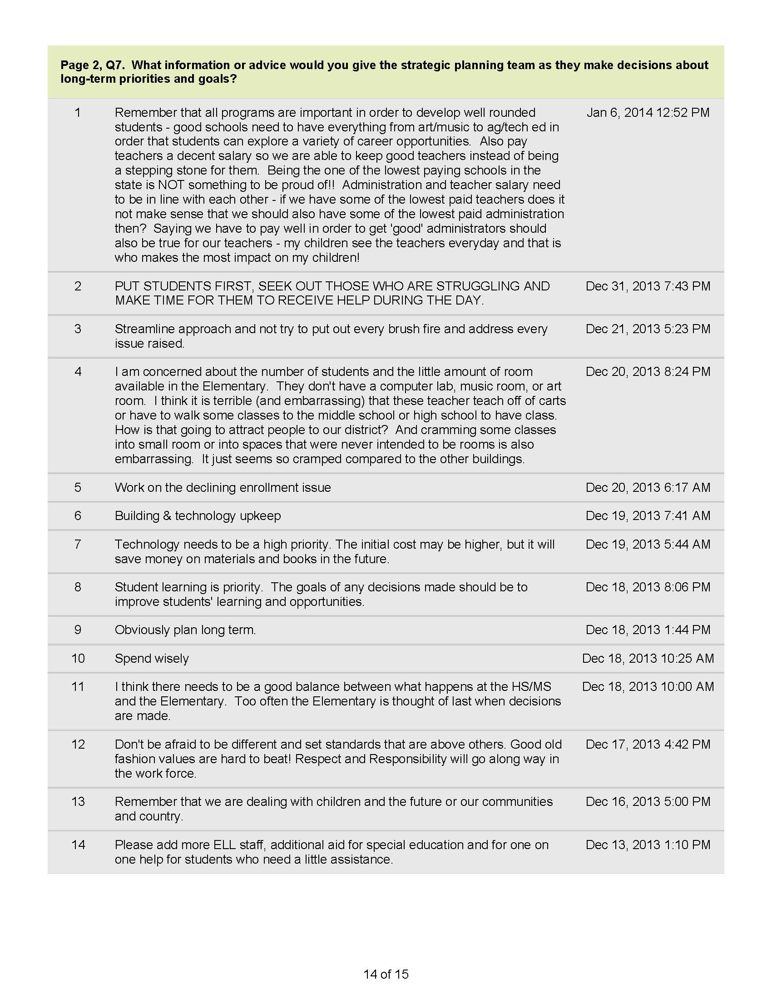 Page 2, Q7.  What information or advice would you give the strategic planning team as they make decisions about
long-term priorities and goals?
1 Remember that all programs are important in order to develop well rounded Jan 6, 2014 12:52 PM
students - good schools need to have everything from art/music to ag/tech ed in
order that students can explore a variety of career opportunities.  Also pay
teachers a decent salary so we are able to keep good teachers instead of being
a stepping stone for them.  Being the one of the lowest paying schools in the
state is NOT something to be proud of!!  Administration and teacher salary need
to be in line with each other - if we have some of the lowest paid teachers does it
not make sense that we should also have some of the lowest paid administration
then?  Saying we have to pay well in order to get 'good' administrators should
also be true for our teachers - my children see the teachers everyday and that is
who makes the most impact on my children!
2 PUT STUDENTS FIRST, SEEK OUT THOSE WHO ARE STRUGGLING AND Dec 31, 2013 7:43 PM
MAKE TIME FOR THEM TO RECEIVE HELP DURING THE DAY.
3 Streamline approach and not try to put out every brush fire and address every Dec 21, 2013 5:23 PM
issue raised.
4 I am concerned about the number of students and the little amount of room Dec 20, 2013 8:24 PM
available in the Elementary.  They don't have a computer lab, music room, or art
room.  I think it is terrible (and embarrassing) that these teacher teach off of carts
or have to walk some classes to the middle school or high school to have class.
How is that going to attract people to our district?  And cramming some classes
into small room or into spaces that were never intended to be rooms is also
embarrassing.  It just seems so cramped compared to the other buildings.
5 Work on the declining enrollment issue Dec 20, 2013 6:17 AM
6 Building & technology upkeep Dec 19, 2013 7:41 AM
7 Technology needs to be a high priority. The initial cost may be higher, but it will Dec 19, 2013 5:44 AM
save money on materials and books in the future.
8 Student learning is priority.  The goals of any decisions made should be to Dec 18, 2013 8:06 PM
improve students' learning and opportunities.
9 Obviously plan long term. Dec 18, 2013 1:44 PM
10 Spend wisely Dec 18, 2013 10:25 AM
11 I think there needs to be a good balance between what happens at the HS/MS Dec 18, 2013 10:00 AM
and the Elementary.  Too often the Elementary is thought of last when decisions
are made.
12 Don't be afraid to be different and set standards that are above others. Good old Dec 17, 2013 4:42 PM
fashion values are hard to beat! Respect and Responsibility will go along way in
the work force.
13 Remember that we are dealing with children and the future or our communities Dec 16, 2013 5:00 PM
and country.
14 Please add more ELL staff, additional aid for special education and for one on Dec 13, 2013 1:10 PM
one help for students who need a little assistance.
14 of 15